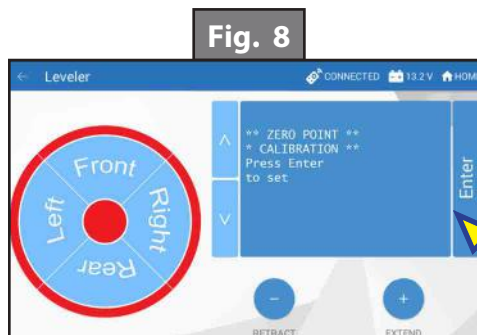 Fig. 8
← Leveler CONNECTED 13.2 V HOME
Front
Left
Right
Rear
** ZERO POINT **
* CALIBRATION **
Press Enter
to set
Enter
RETRACT
EXTEND